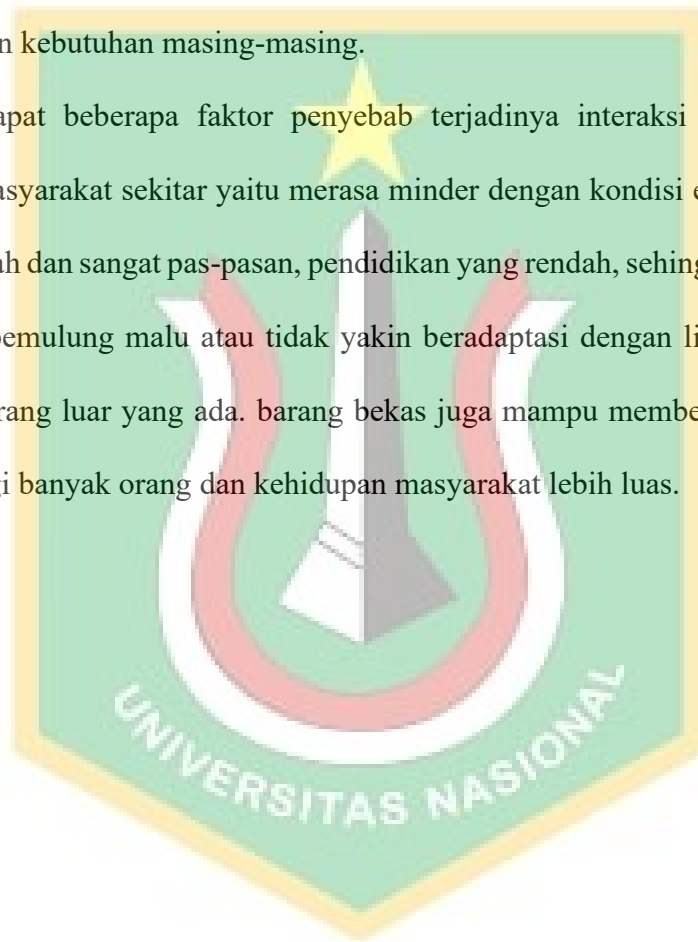 n kebutuhan masing-masing.
apat beberapa faktor penyebab terjadinya interaksi
asyarakat sekitar yaitu merasa minder dengan kondisi e
ah dan sangat pas-pasan, pendidikan yang rendah, sehing
pemulung malu atau tidak yakin beradaptasi dengan li
rang luar yang ada. barang bekas juga mampu membe
gi banyak orang dan kehidupan masyarakat lebih luas.
UNIVERSITAS NASIONAL